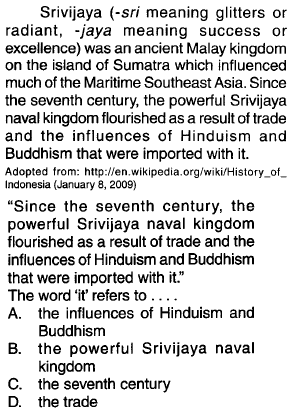 Srivijaya (-sri meaning glitters or
radiant, -jaya meaning success or
excellence) was an ancient Malay kingdom
on the island of Sumatra which influenced
much of the Maritime Southeast Asia. Since
the seventh century, the powerful Srivijaya
naval kingdom flourished as a result of trade
and the influences of Hinduism and
Buddhism that were imported with it.
Adopted from: http://en.wikipedia.org/wiki/History_of_
Indonesia (January 8, 2009)
“Since the seventh century, the
powerful Srivijaya naval kingdom
flourished as a result of trade and the
influences of Hinduism and Buddhism
that were imported with it.”
The word ‘it’ refers to . . . .
A. the influences of Hinduism and
Buddhism
B. the powerful Srivijaya naval
kingdom
C. the seventh century
D. the trade